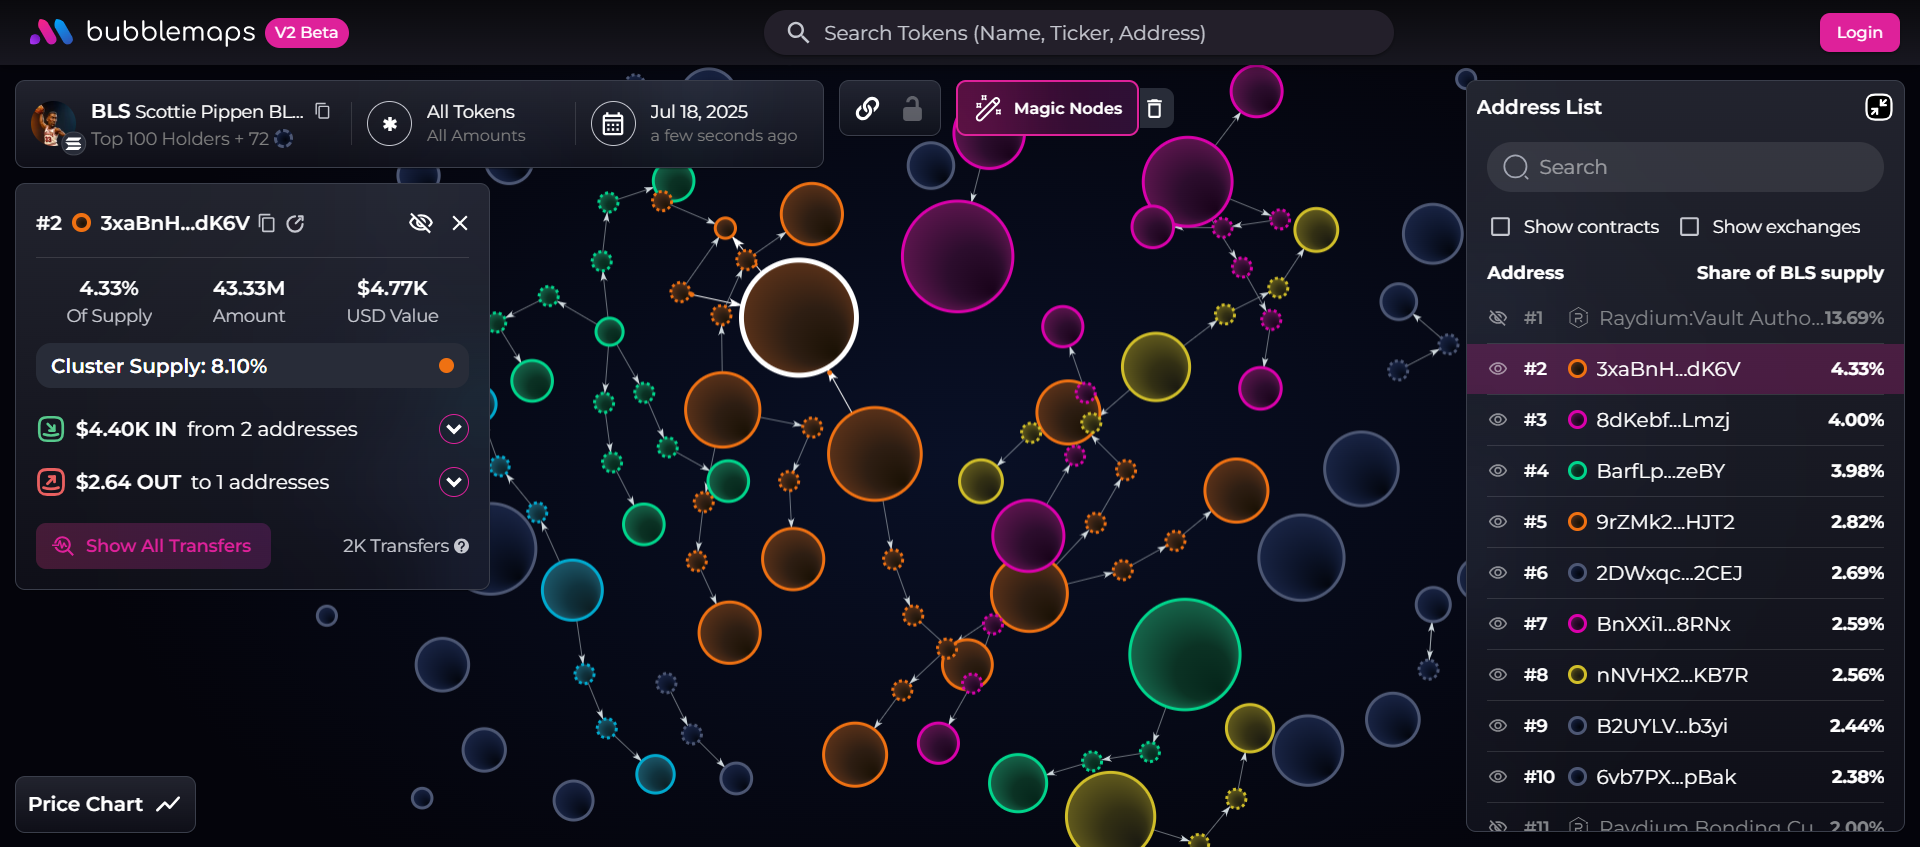 bubblemaps V2 Beta
Search Tokens (Name, Ticker, Address)
Login
BLS Scottie Pippen BL...
Top 100 Holders + 72
All Tokens
All Amounts
Jul 18, 2025
a few seconds ago
Magic Nodes
#2 3xaBnH...dK6V
4.33% 43.33M $4.77K
Of Supply Amount USD Value
Cluster Supply: 8.10%
$4.40K IN from 2 addresses
$2.64 OUT to 1 addresses
Show All Transfers 2K Transfers ?
Price Chart
Address List
Search
Show contracts Show exchanges
Address Share of BLS supply
#1 Raydium:Vault Autho... 13.69%
#2 3xaBnH...dK6V 4.33%
#3 8dKebf...Lmzj 4.00%
#4 BarfLp...zeBY 3.98%
#5 9rZMk2...HJT2 2.82%
#6 2DWxqc...2CEJ 2.69%
#7 BnXXi1...8RNx 2.59%
#8 nNVHX2...KB7R 2.56%
#9 B2UYLV...b3yi 2.44%
#10 6vb7PX...pBak 2.38%
#11 Raydium Bonding Cu... 2.00%